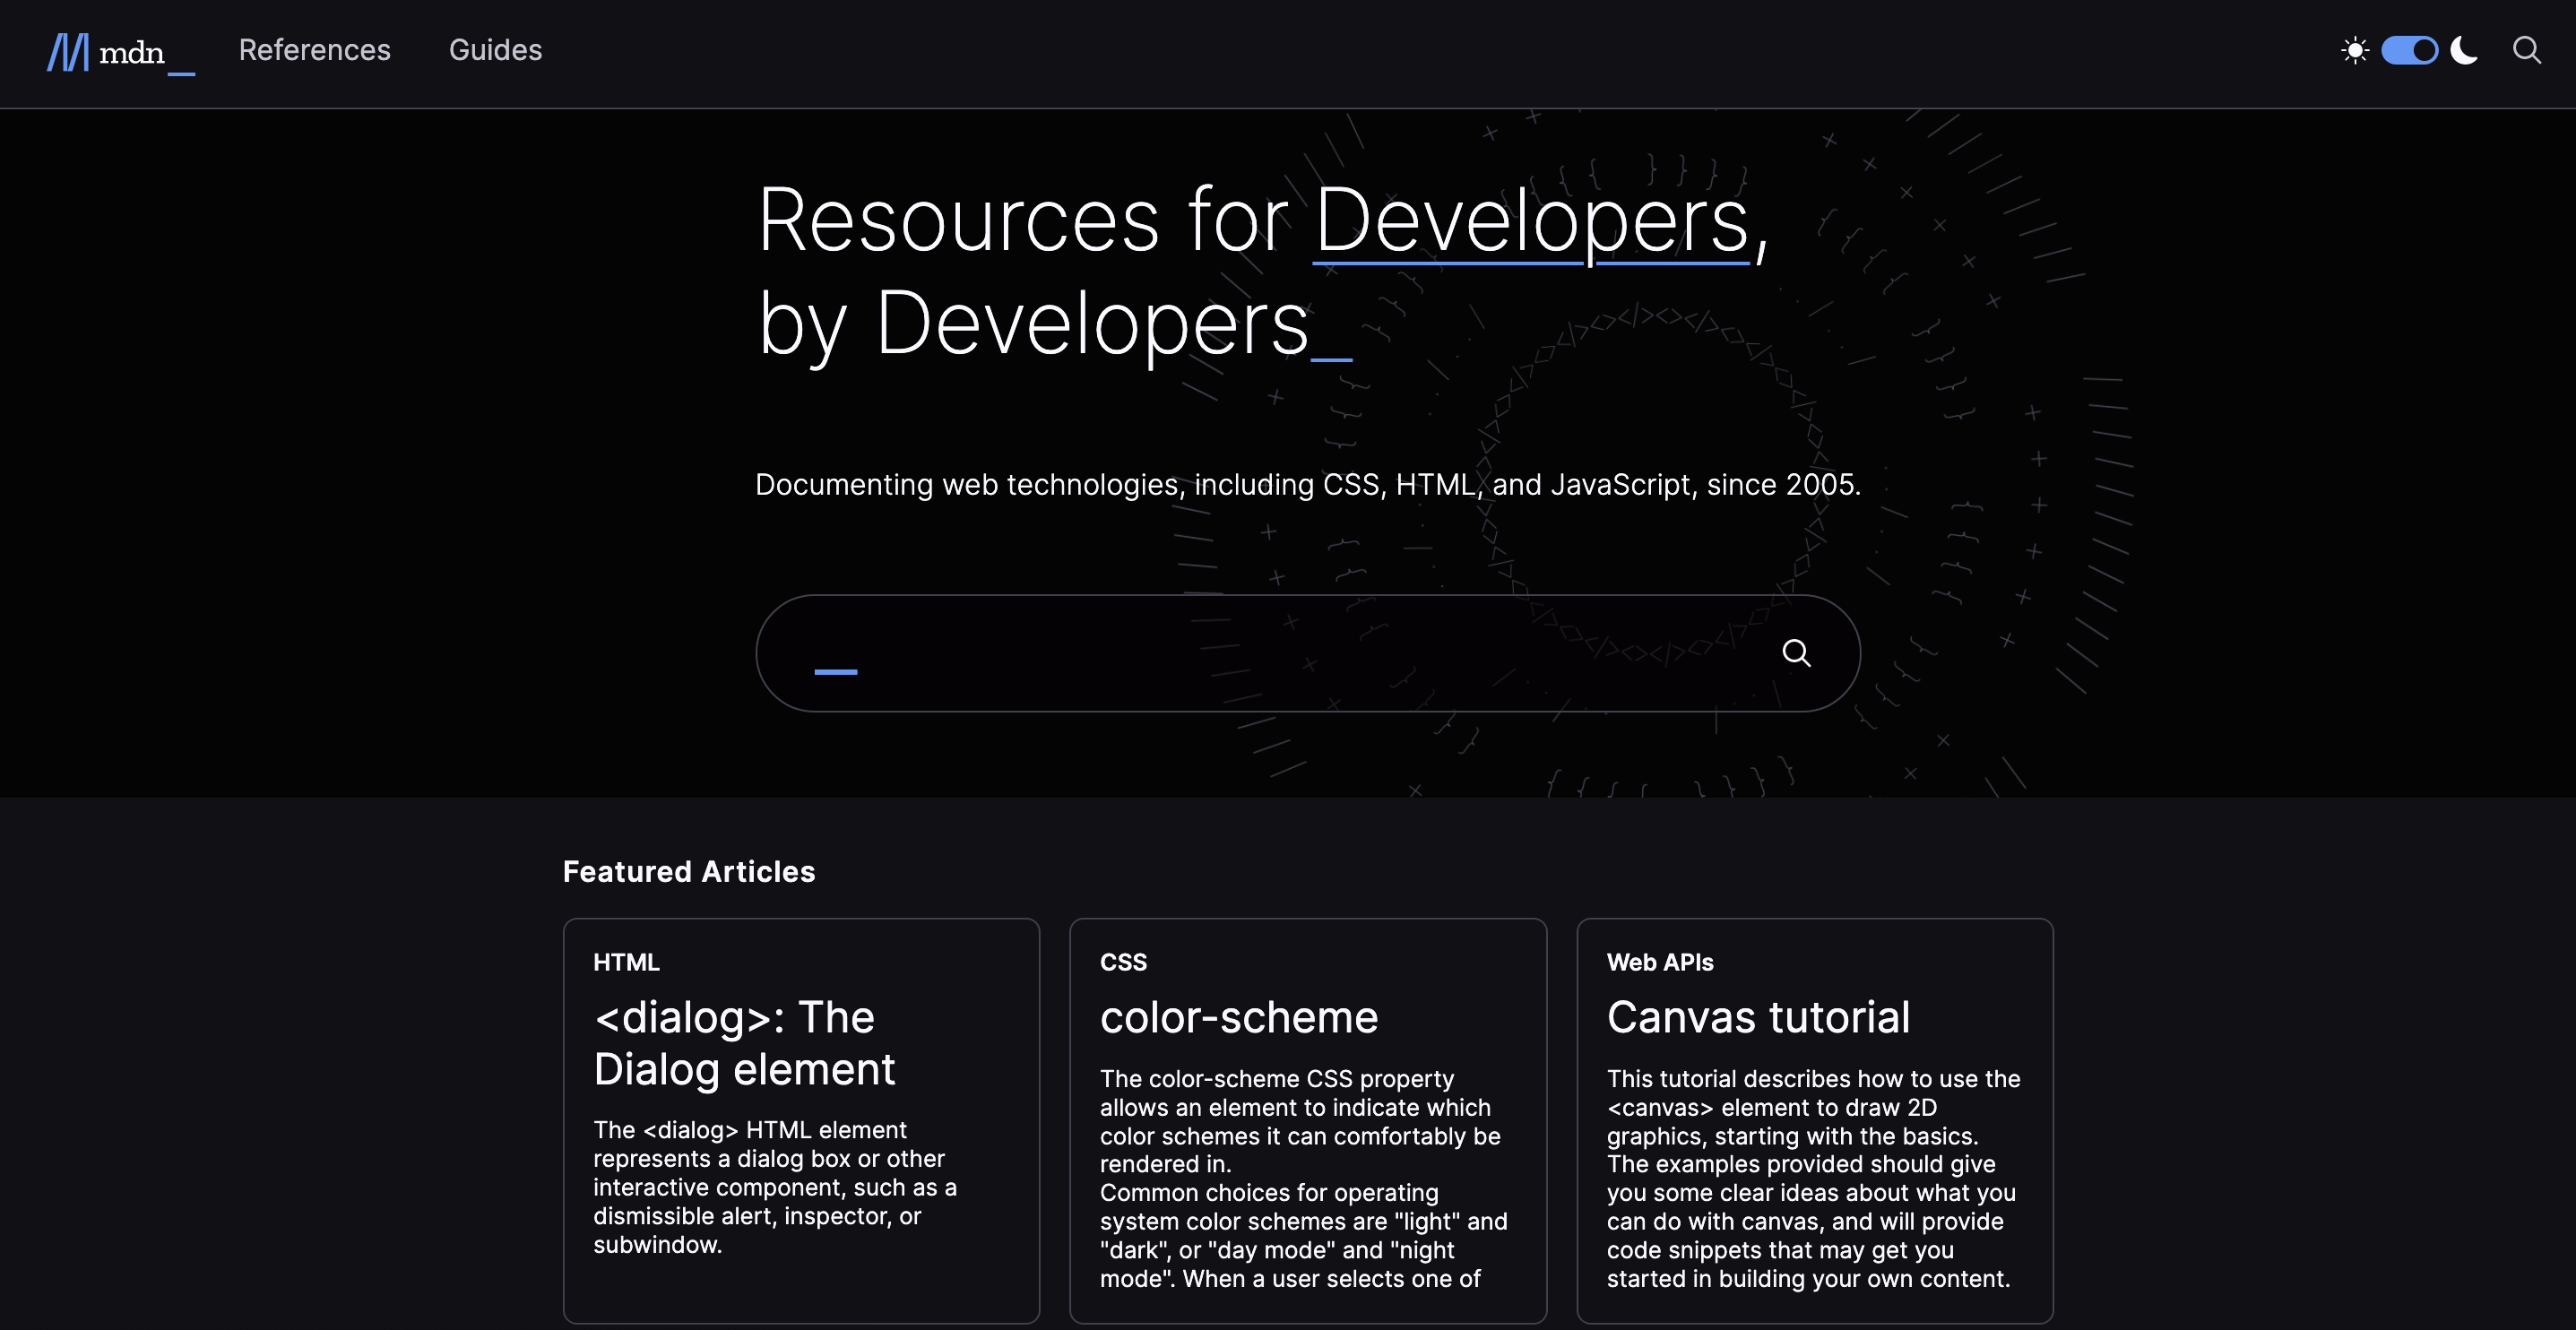 mdn_
References
Guides
Resources for Developers,
by Developers_
Documenting web technologies, including CSS, HTML, and JavaScript, since 2005.
Featured Articles
HTML
<dialog>: The
Dialog element
The <dialog> HTML element
represents a dialog box or other
interactive component, such as a
dismissible alert, inspector, or
subwindow.
CSS
color-scheme
The color-scheme CSS property
allows an element to indicate which
color schemes it can comfortably be
rendered in.
Common choices for operating
system color schemes are "light" and
"dark", or "day mode" and "night
mode". When a user selects one of
Web APIs
Canvas tutorial
This tutorial describes how to use the
<canvas> element to draw 2D
graphics, starting with the basics.
The examples provided should give
you some clear ideas about what you
can do with canvas, and will provide
code snippets that may get you
started in building your own content.